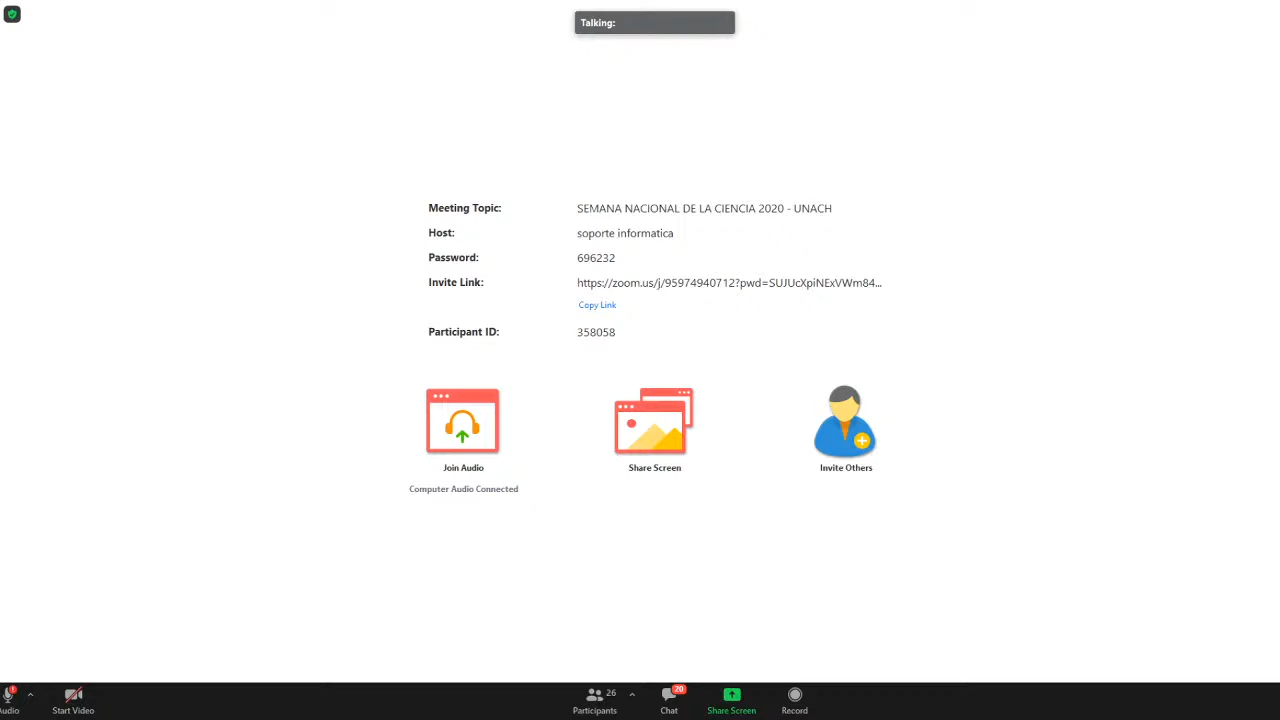 Talking:
Meeting Topic: SEMANA NACIONAL DE LA CIENCIA 2020 - UNACH
Host: soporte informatica
Password: 696232
Invite Link: https://zoom.us/j/95974940712?pwd=SUJUcXpiNExVWm84...
Copy Link
Participant ID: 358058
Join Audio Share Screen Invite Others
Computer Audio Connected
26 20
Audio Start Video Participants Chat Share Screen Record